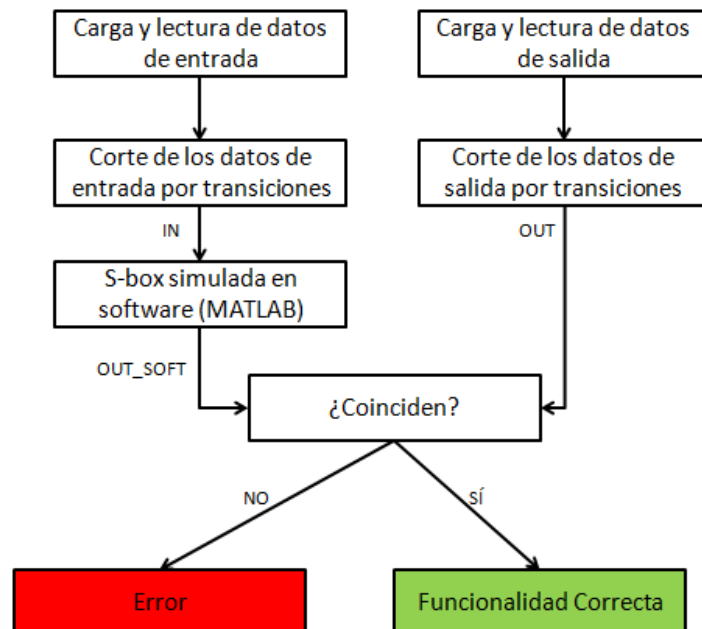 Carga y lectura de datos
de entrada
Carga y lectura de datos
de salida
Corte de los datos de
entrada por transiciones
Corte de los datos de
salida por transiciones
IN
OUT
S-box simulada en
software (MATLAB)
OUT_SOFT
¿Coinciden?
NO
SÍ
Error
Funcionalidad Correcta